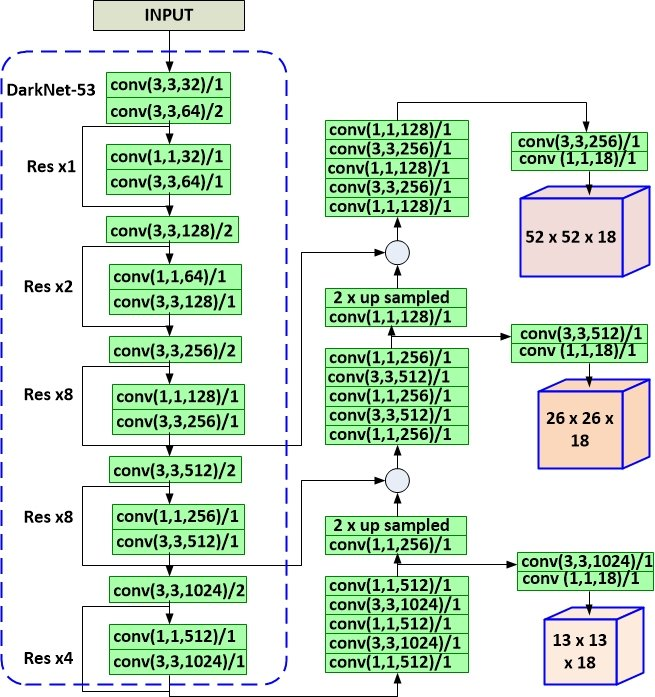 INPUT
DarkNet-53
conv(3,3,32)/1
conv(3,3,64)/2
Res x1
conv(1,1,32)/1
conv(3,3,64)/1
conv(3,3,128)/2
Res x2
conv(1,1,64)/1
conv(3,3,128)/1
conv(3,3,256)/2
Res x8
conv(1,1,128)/1
conv(3,3,256)/1
conv(3,3,512)/2
Res x8
conv(1,1,256)/1
conv(3,3,512)/1
conv(3,3,1024)/2
Res x4
conv(1,1,512)/1
conv(3,3,1024)/1
conv(1,1,128)/1
conv(3,3,256)/1
conv(1,1,128)/1
conv(3,3,256)/1
conv(1,1,128)/1
2 x up sampled
conv(1,1,128)/1
conv(1,1,256)/1
conv(3,3,512)/1
conv(1,1,256)/1
conv(3,3,512)/1
conv(1,1,256)/1
2 x up sampled
conv(1,1,256)/1
conv(1,1,512)/1
conv(3,3,1024)/1
conv(1,1,512)/1
conv(3,3,1024)/1
conv(1,1,512)/1
conv(3,3,256)/1
conv (1,1,18)/1
52 x 52 x 18
conv(3,3,512)/1
conv (1,1,18)/1
26 x 26 x
18
conv(3,3,1024)/1
conv (1,1,18)/1
13 x 13
x 18